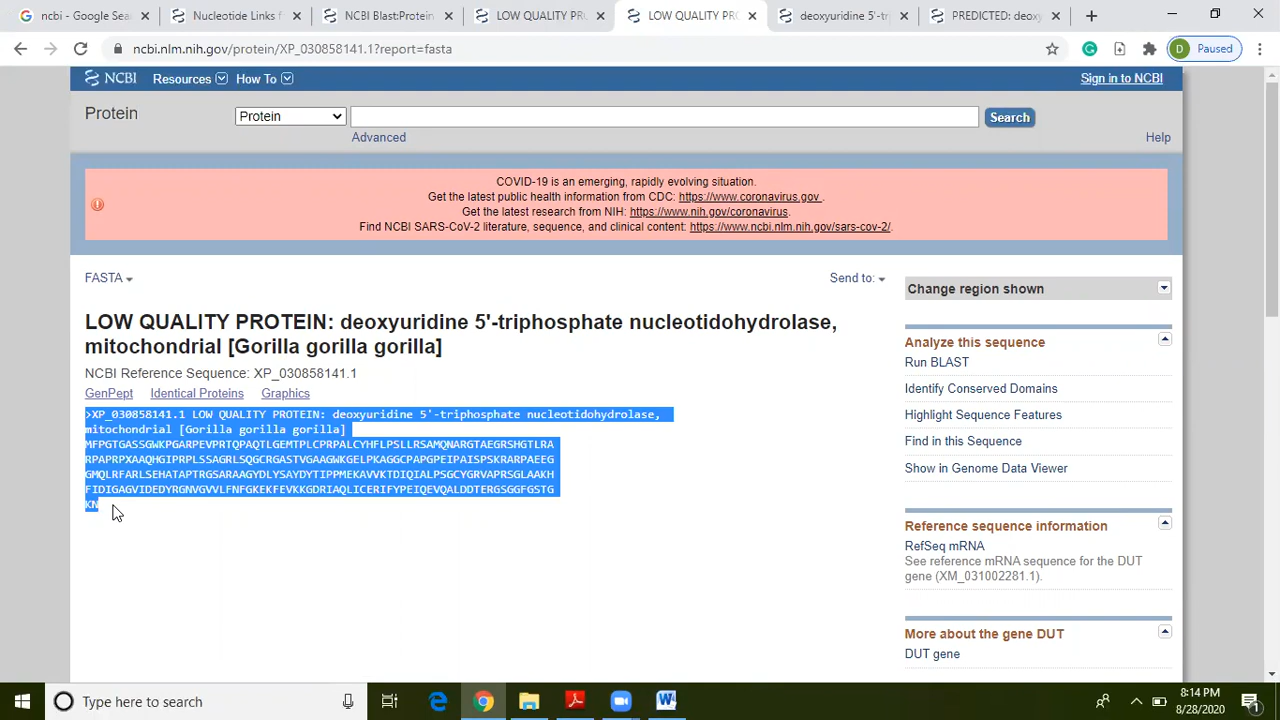 ncbi - Google Search
Nucleotide Links f
NCBI Blast:Protein
LOW QUALITY PR
LOW QUALITY PR
deoxyuridine 5'-t
PREDICTED: deox
ncbi.nlm.nih.gov/protein/XP_030858141.1?report=fasta
D Paused
NCBI Resources How To Sign in to NCBI
Protein Protein Search
Advanced Help
COVID-19 is an emerging, rapidly evolving situation.
Get the latest public health information from CDC: https://www.coronavirus.gov .
Get the latest research from NIH: https://www.nih.gov/coronavirus.
Find NCBI SARS-CoV-2 literature, sequence, and clinical content: https://www.ncbi.nlm.nih.gov/sars-cov-2/.
FASTA Send to:
LOW QUALITY PROTEIN: deoxyuridine 5'-triphosphate nucleotidohydrolase,
mitochondrial [Gorilla gorilla gorilla]
NCBI Reference Sequence: XP_030858141.1
GenPept Identical Proteins Graphics
>XP_030858141.1 LOW QUALITY PROTEIN: deoxyuridine 5'-triphosphate nucleotidohydrolase,
mitochondrial [Gorilla gorilla gorilla]
MFPGTGASSGWKPGARPEVPRTQPAQTLGEMTPLCPRPALCYHFLPSLLRSAMQNARGTAEGRSHGTLRA
RPAPRPXAAQHGIPRPLSSAGRLSQGCRGASTVGAAGWKGELPKAGGCPAPGPEIPAISPSKRARPAEEG
GMQLRFARLSEHATAPTRGSARAAGYDLYSAYDYTIPPMEKAVVKTDIQIALPSGCYGRVAPRSGLAAKH
FIDIGAGVIDEDYRGNVGVVLFNFGKEKFEVKKGDRIAQLICERIFYPEIQEVQALDDTERGSGGFGSTG
KN
Change region shown
Analyze this sequence
Run BLAST
Identify Conserved Domains
Highlight Sequence Features
Find in this Sequence
Show in Genome Data Viewer
Reference sequence information
RefSeq mRNA
See reference mRNA sequence for the DUT
gene (XM_031002281.1).
More about the gene DUT
DUT gene
Type here to search
8:14 PM
8/28/2020
1